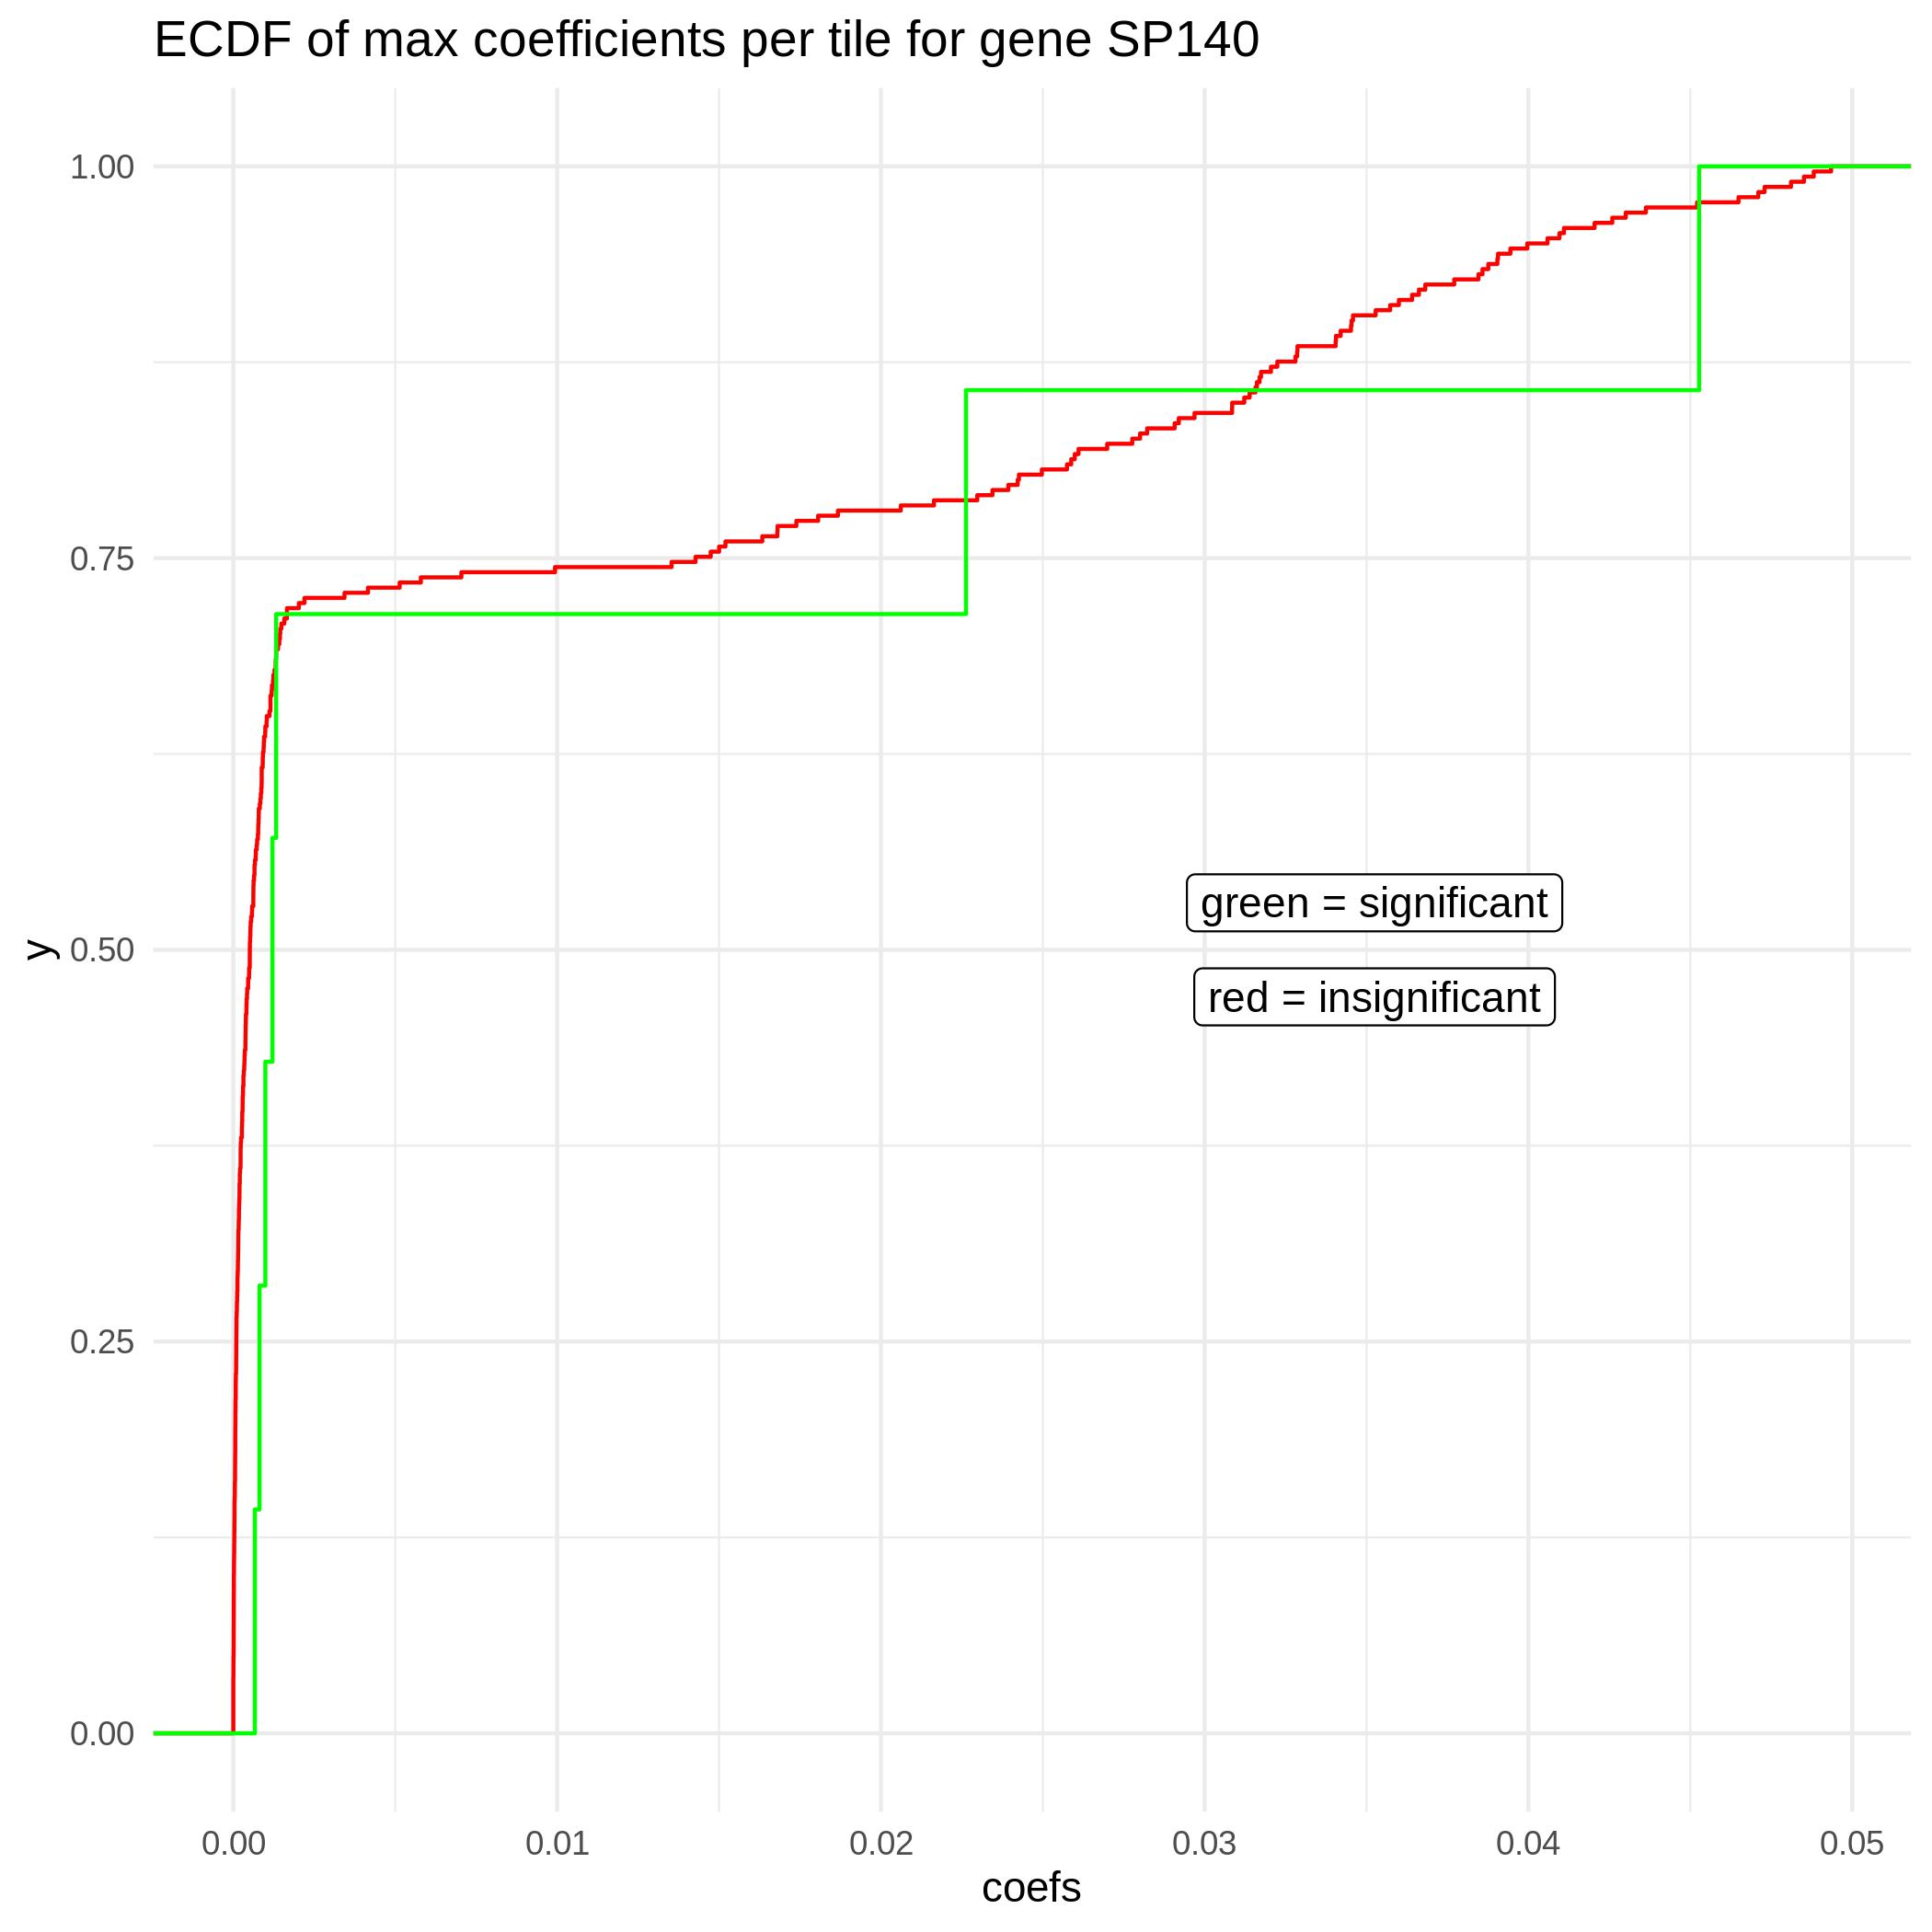 ECDF of max coefficients per tile for gene SP140
1.00
0.75
0.50
0.25
0.00
y
green = significant
red = insignificant
0.00 0.01 0.02 0.03 0.04 0.05
coefs